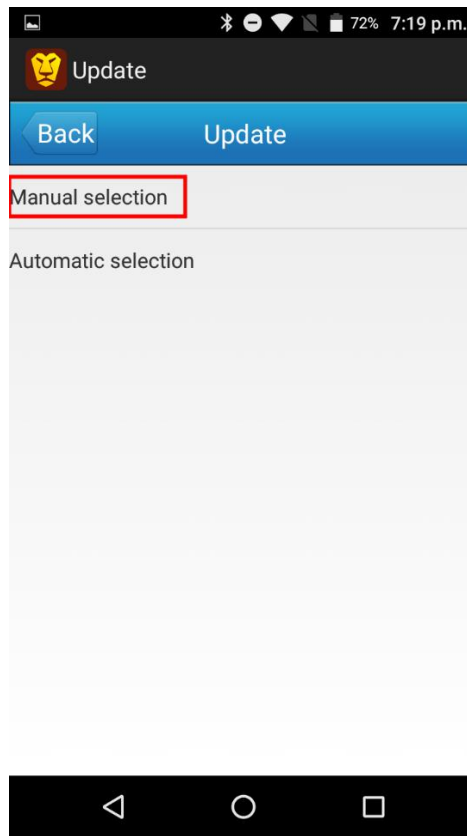 72% 7:19 p.m.
Update
Back Update
Manual selection
Automatic selection